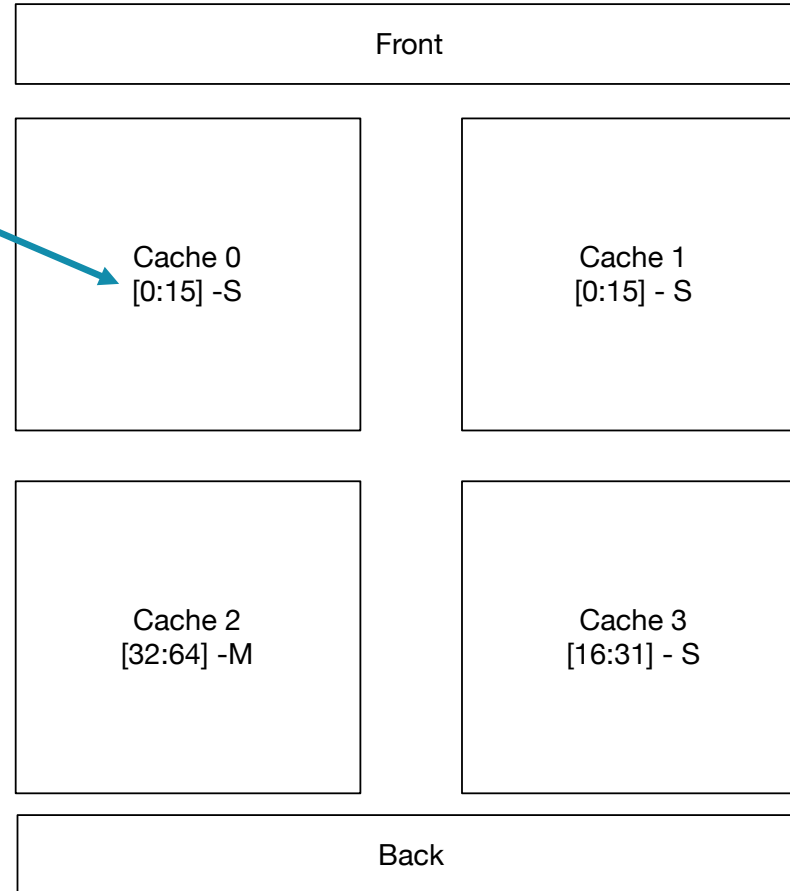 Front
Cache 0
[0:15] -S
Cache 1
[0:15] - S
Cache 2
[32:64] -M
Cache 3
[16:31] - S
Back